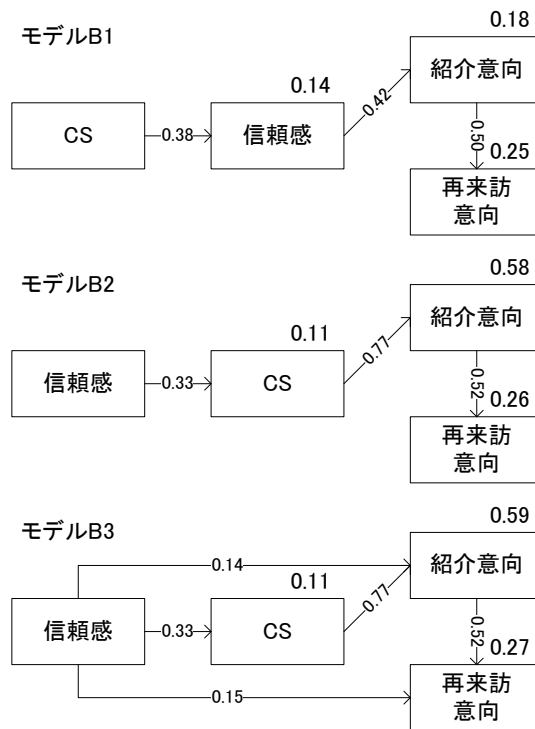 モデルB1
0.18
紹介意向
0.14
CS
0.38
信頼感
0.42
0.50
0.25
再来訪
意向
モデルB2
0.58
紹介意向
0.11
信頼感
0.33
CS
0.77
0.52
0.26
再来訪
意向
モデルB3
0.59
紹介意向
0.14
0.11
信頼感
0.33
CS
0.77
0.52
0.27
再来訪
意向
0.15